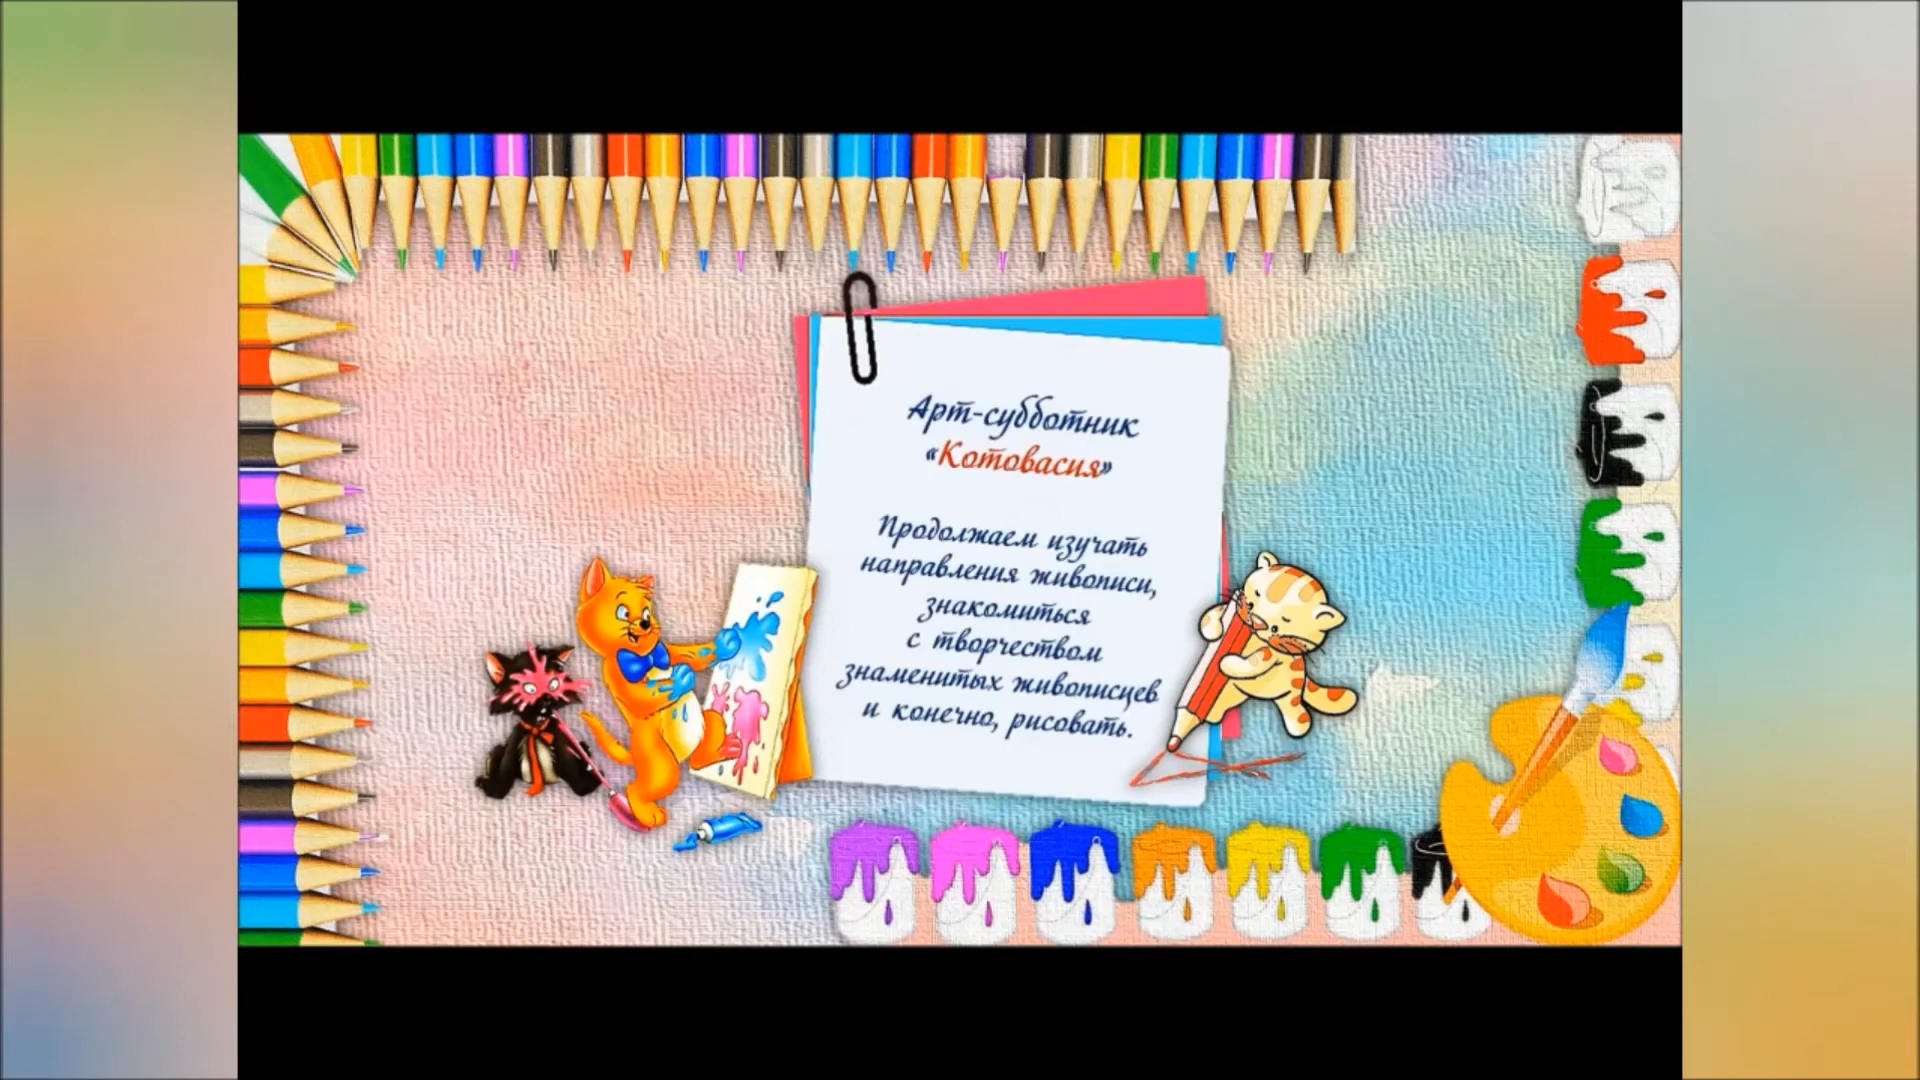 Арт-субботник
«Котовасия»
Продолжаем изучать
направления живописи,
знакомиться
с творчеством
знаменитых живописцев
и конечно, рисовать.